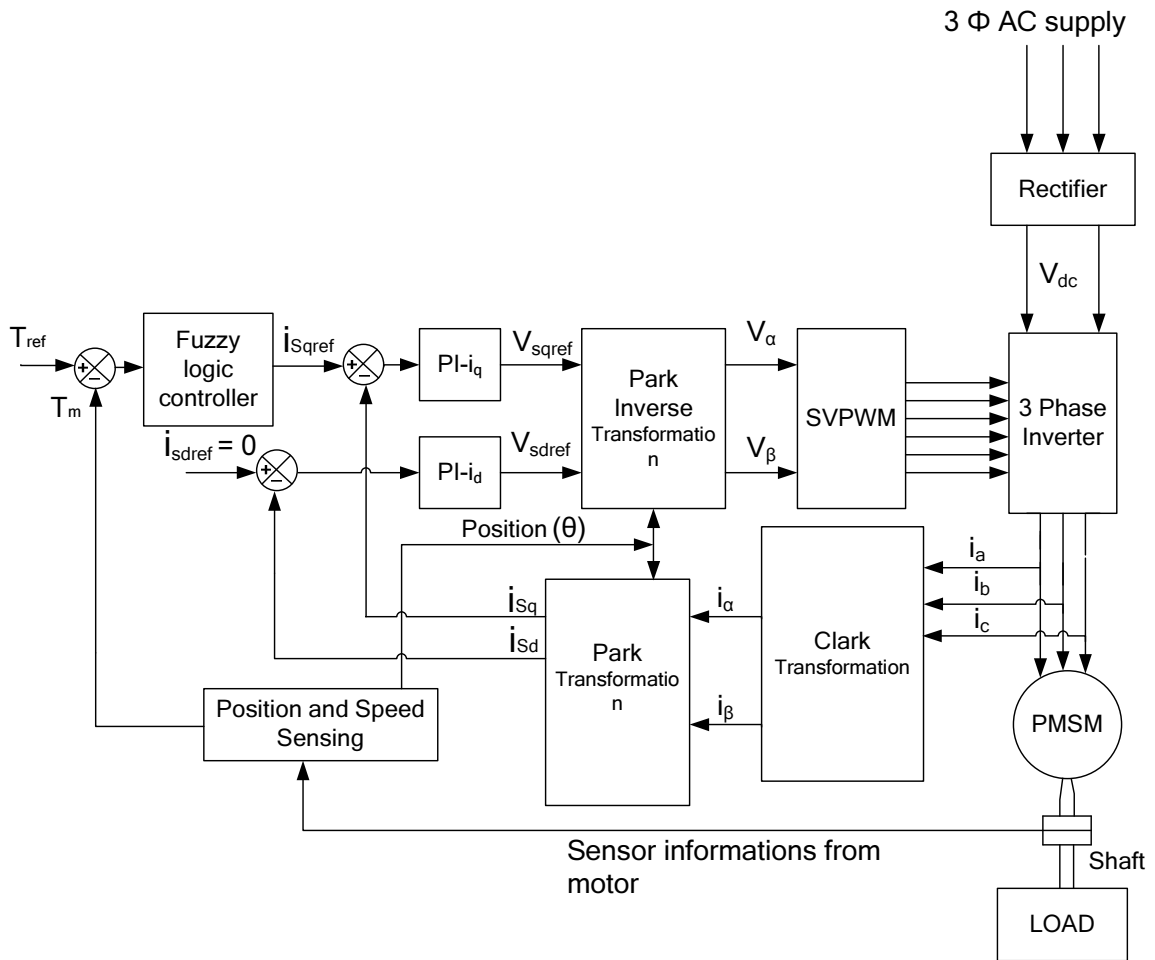 3 Φ AC supply
Rectifier
Vdc
Tref
Fuzzy
logic
controller
iSqref
PI-iq
Vsqref
Park
Inverse
Transformatio
n
Vα
SVPWM
3 Phase
Inverter
Tm
isdref = 0
PI-id
Vsdref
Vβ
Position (θ)
ia
ib
ic
iSq
iSd
Park
Transformatio
n
iα
iβ
Clark
Transformation
Position and Speed
Sensing
PMSM
Sensor informations from
motor
Shaft
LOAD